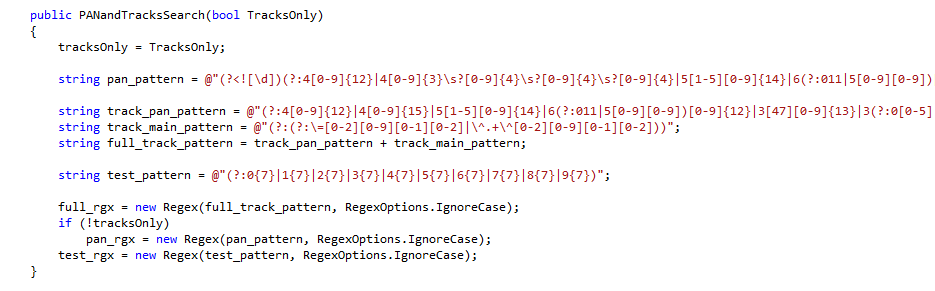 public PANandTracksSearch(bool TracksOnly)
{
tracksOnly = TracksOnly;
string pan_pattern = @"(?<![\d])(?:4[0-9]{12}|4[0-9]{3}\s?[0-9]{4}\s?[0-9]{4}\s?[0-9]{4}|5[1-5][0-9]{14}|6(?:011|5[0-9][0-9])
string track_pan_pattern = @"(?:4[0-9]{12}|4[0-9]{15}|5[1-5][0-9]{14}|6(?:011|5[0-9][0-9])[0-9]{12}|3[47][0-9]{13}|3(?:0[0-5]
string track_main_pattern = @"(?:(?:\=[0-2][0-9][0-1][0-2]|\^.+\^[0-2][0-9][0-1][0-2]))";
string full_track_pattern = track_pan_pattern + track_main_pattern;
string test_pattern = @"(?:0{7}|1{7}|2{7}|3{7}|4{7}|5{7}|6{7}|7{7}|8{7}|9{7})";
full_rgx = new Regex(full_track_pattern, RegexOptions.IgnoreCase);
if (!tracksOnly)
pan_rgx = new Regex(pan_pattern, RegexOptions.IgnoreCase);
test_rgx = new Regex(test_pattern, RegexOptions.IgnoreCase);
}